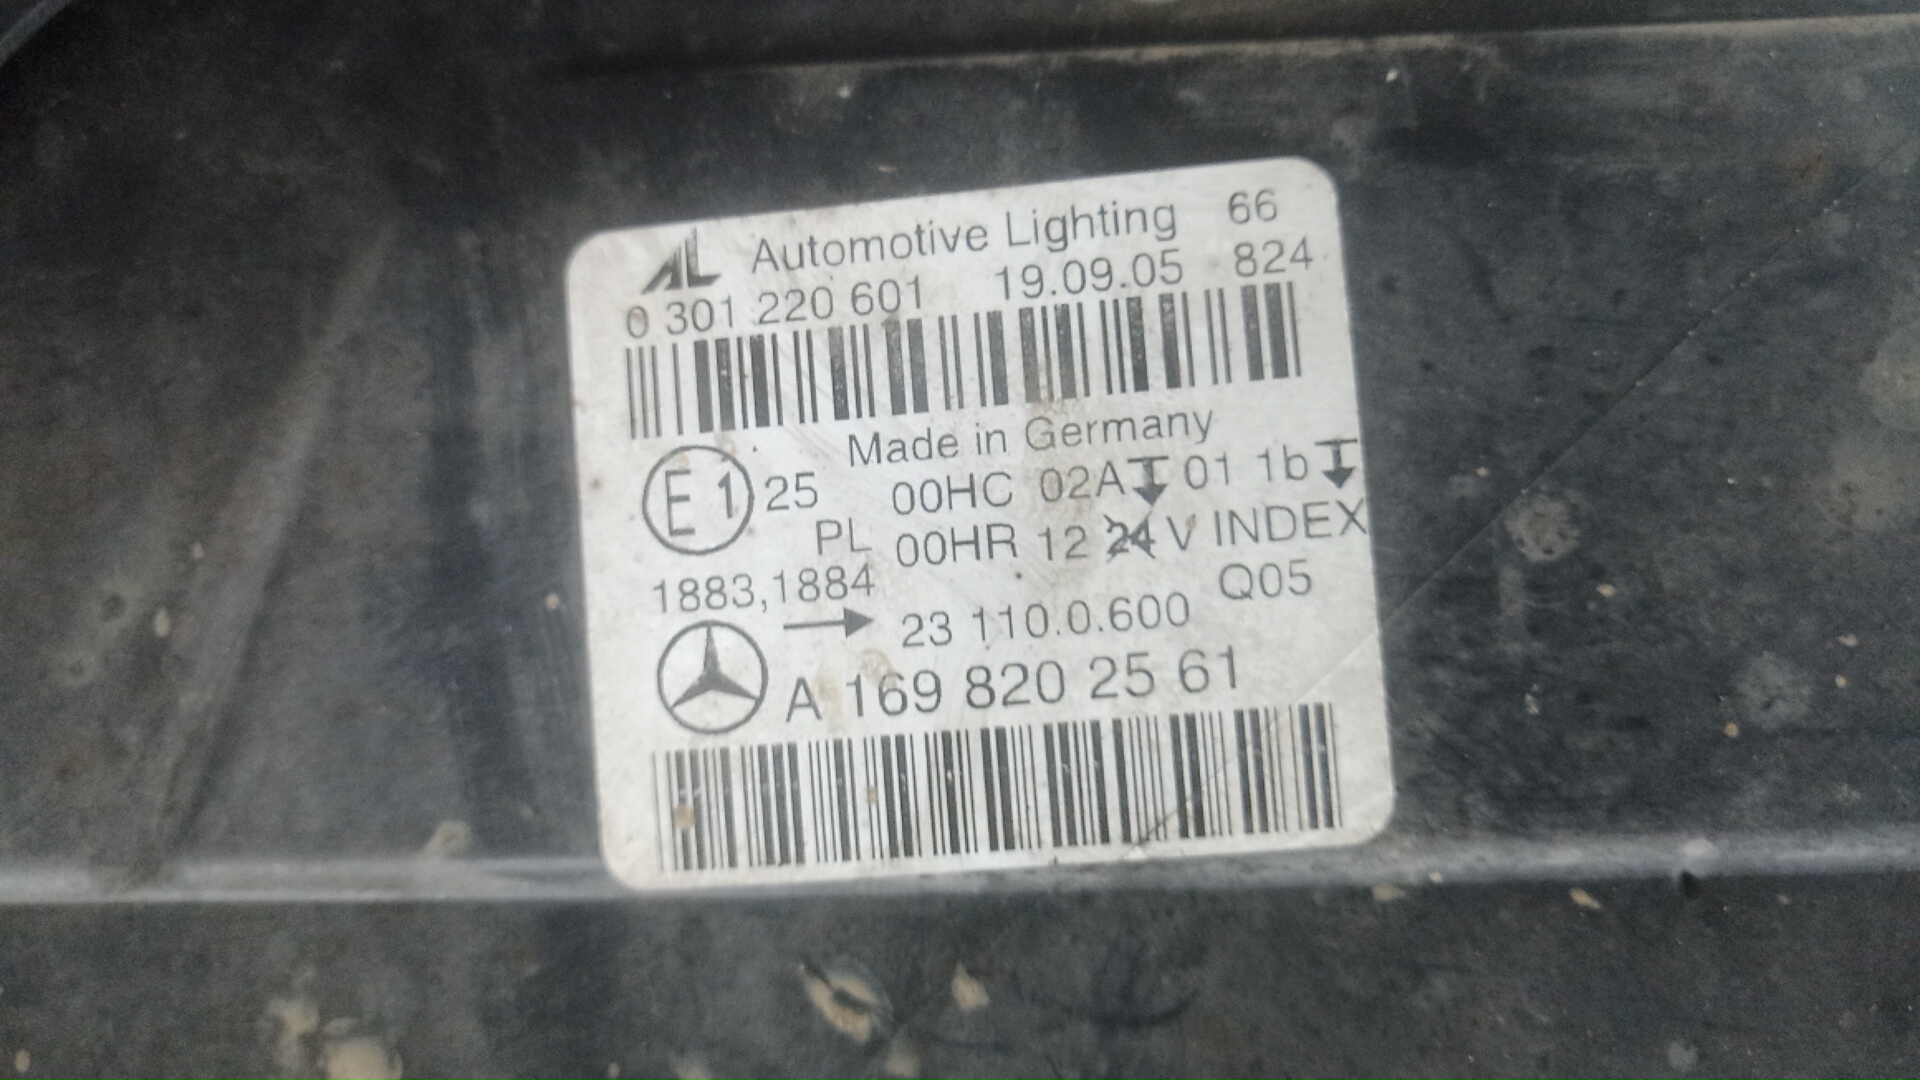 AL Automotive Lighting 66
0 301 220 601 19.09.05 824
Made in Germany
E1 25 00HC 02A 01 1b
PL 00HR 12 24 V INDEX
1883,1884 Q05
23 110.0.600
A 169 820 25 61